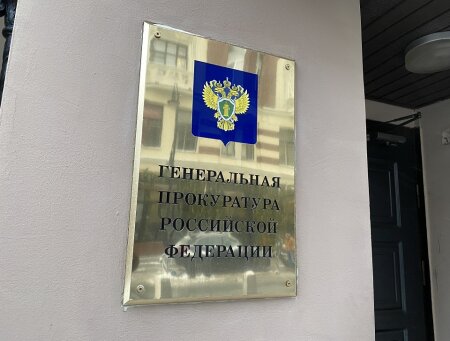 ГЕНЕРАЛЬНАЯ
ПРОКУРАТУРА
РОССИЙСКОЙ
ФЕДЕРАЦИИ